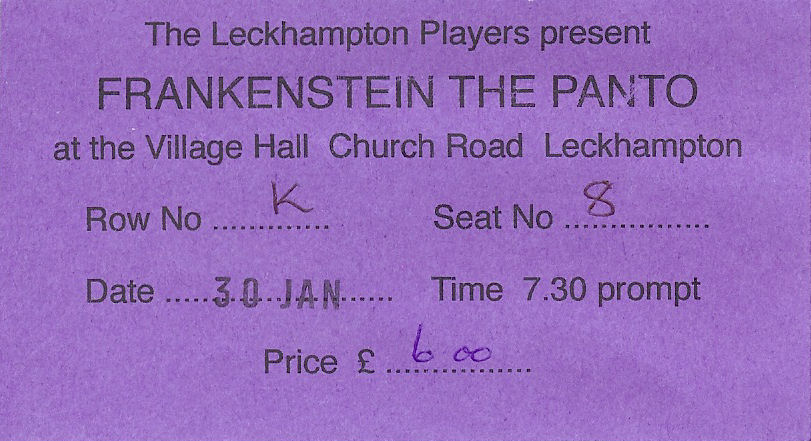 The Leckhampton Players present
FRANKENSTEIN THE PANTO
at the Village Hall Church Road Leckhampton
Row No ............. K
Seat No ................ 8
Date ..... 30 JAN ...... Time 7.30 prompt
Price £ ................ 6 00